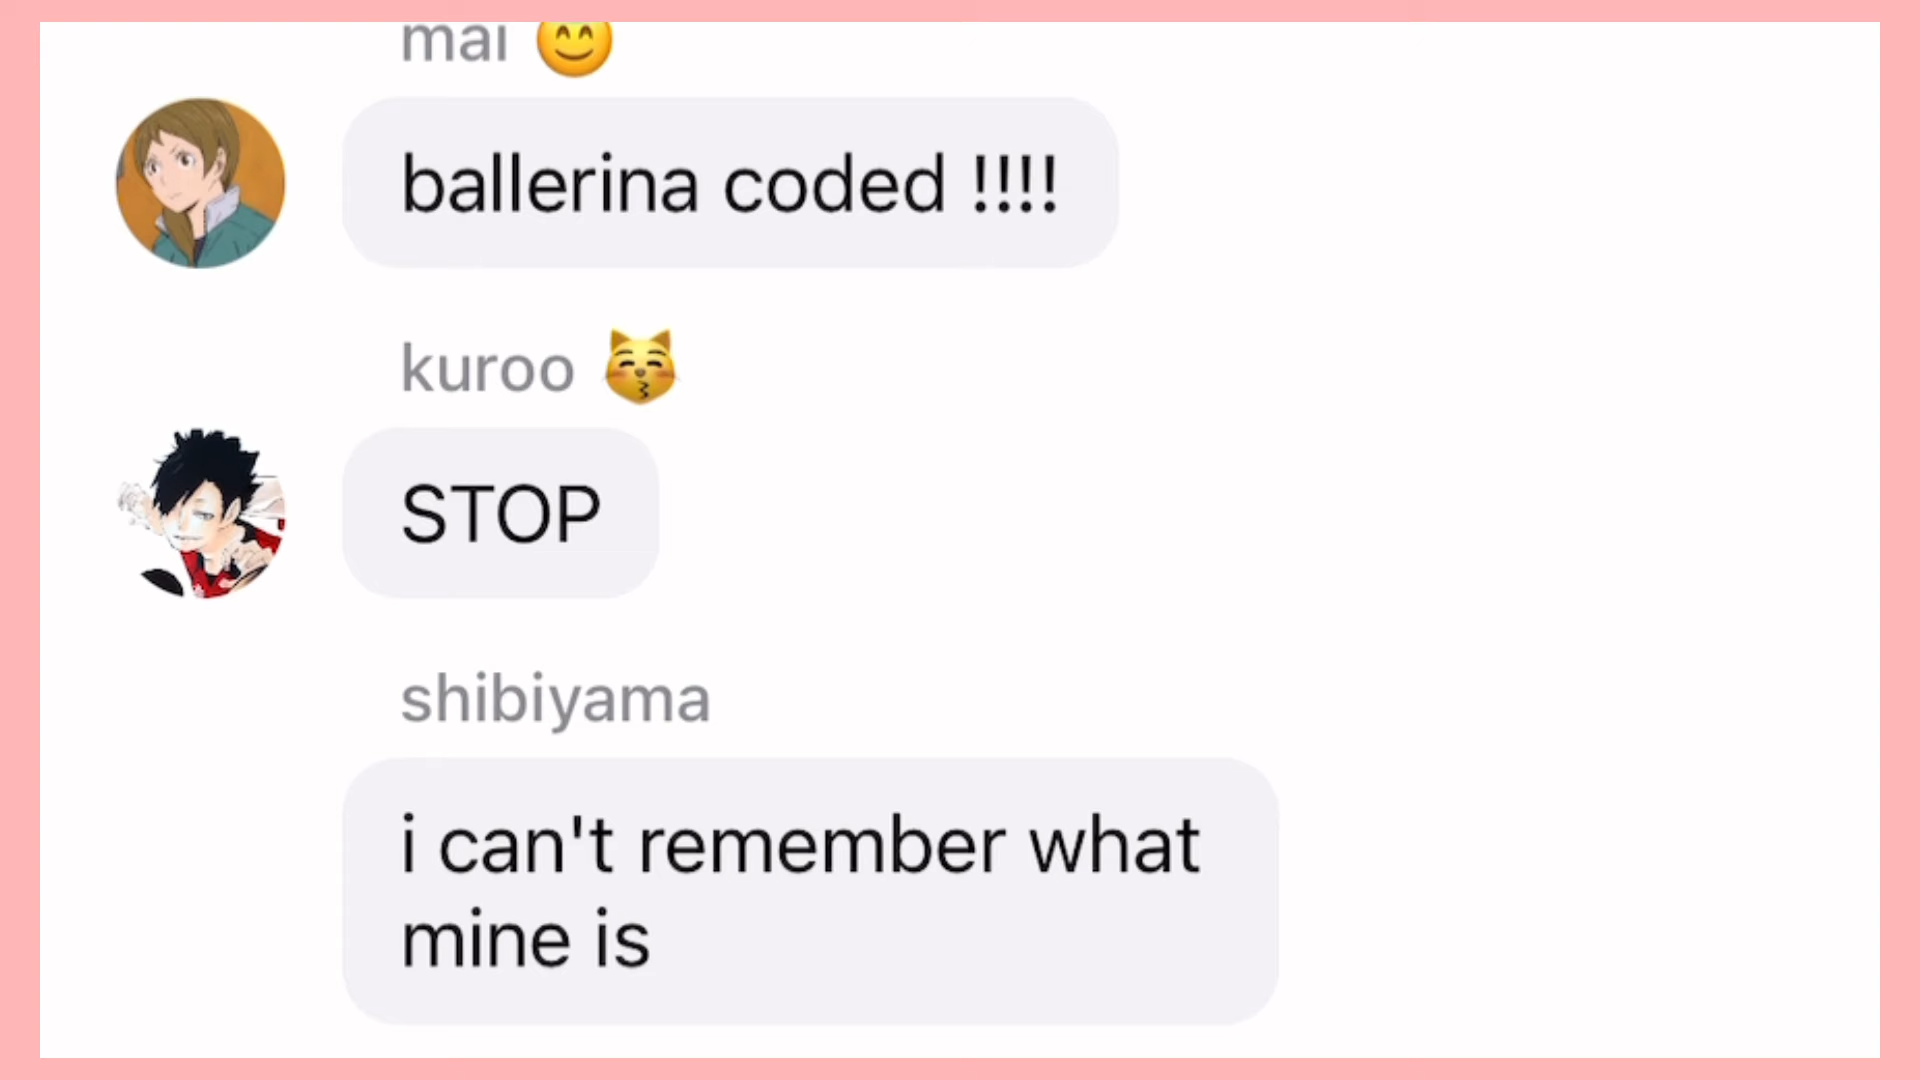 mai 😊
ballerina coded !!!!
kuroo 😽
STOP
shibiyama
i can't remember what
mine is